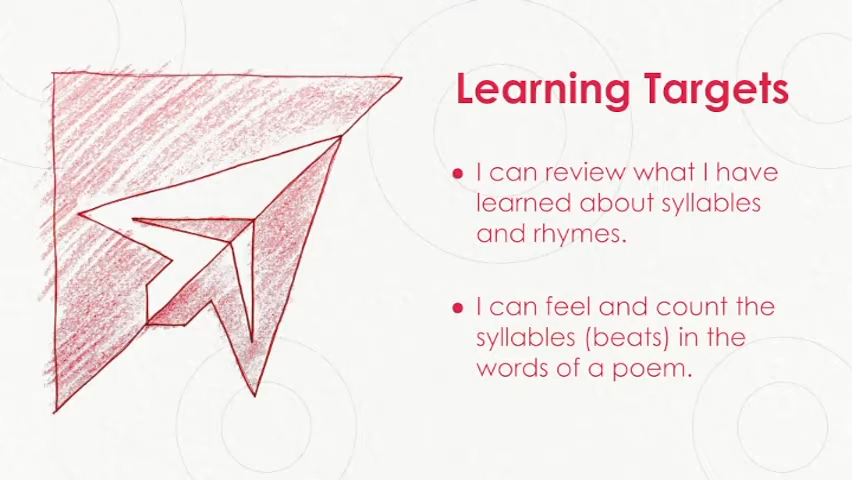 Learning Targets
● I can review what I have
learned about syllables
and rhymes.
● I can feel and count the
syllables (beats) in the
words of a poem.